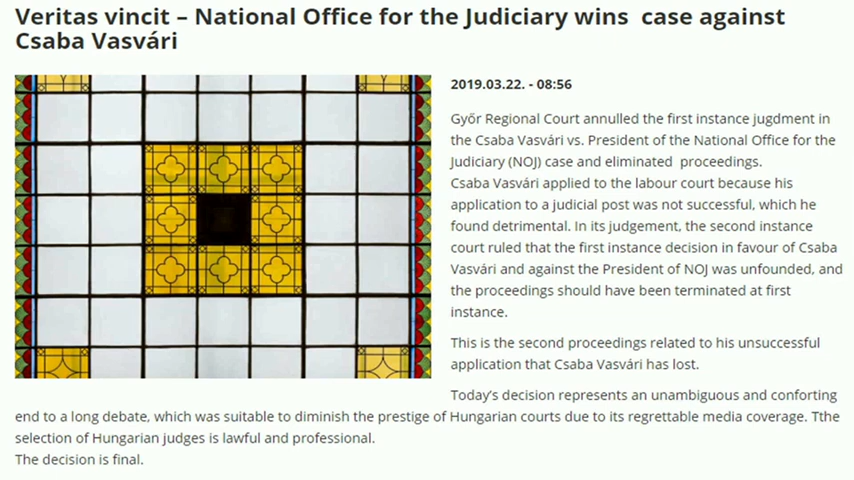 Veritas vincit – National Office for the Judiciary wins  case against
Csaba Vasvári
2019.03.22. - 08:56
Győr Regional Court annulled the first instance jugdment in
the Csaba Vasvári vs. President of the National Office for the
Judiciary (NOJ) case and eliminated  proceedings.
Csaba Vasvári applied to the labour court because his
application to a judicial post was not successful, which he
found detrimental. In its judgement, the second instance
court ruled that the first instance decision in favour of Csaba
Vasvári and against the President of NOJ was unfounded, and
the proceedings should have been terminated at first
instance.
This is the second proceedings related to his unsuccessful
application that Csaba Vasvári has lost.
Today’s decision represents an unambiguous and conforting
end to a long debate, which was suitable to diminish the prestige of Hungarian courts due to its regrettable media coverage. Tthe
selection of Hungarian judges is lawful and professional.
The decision is final.